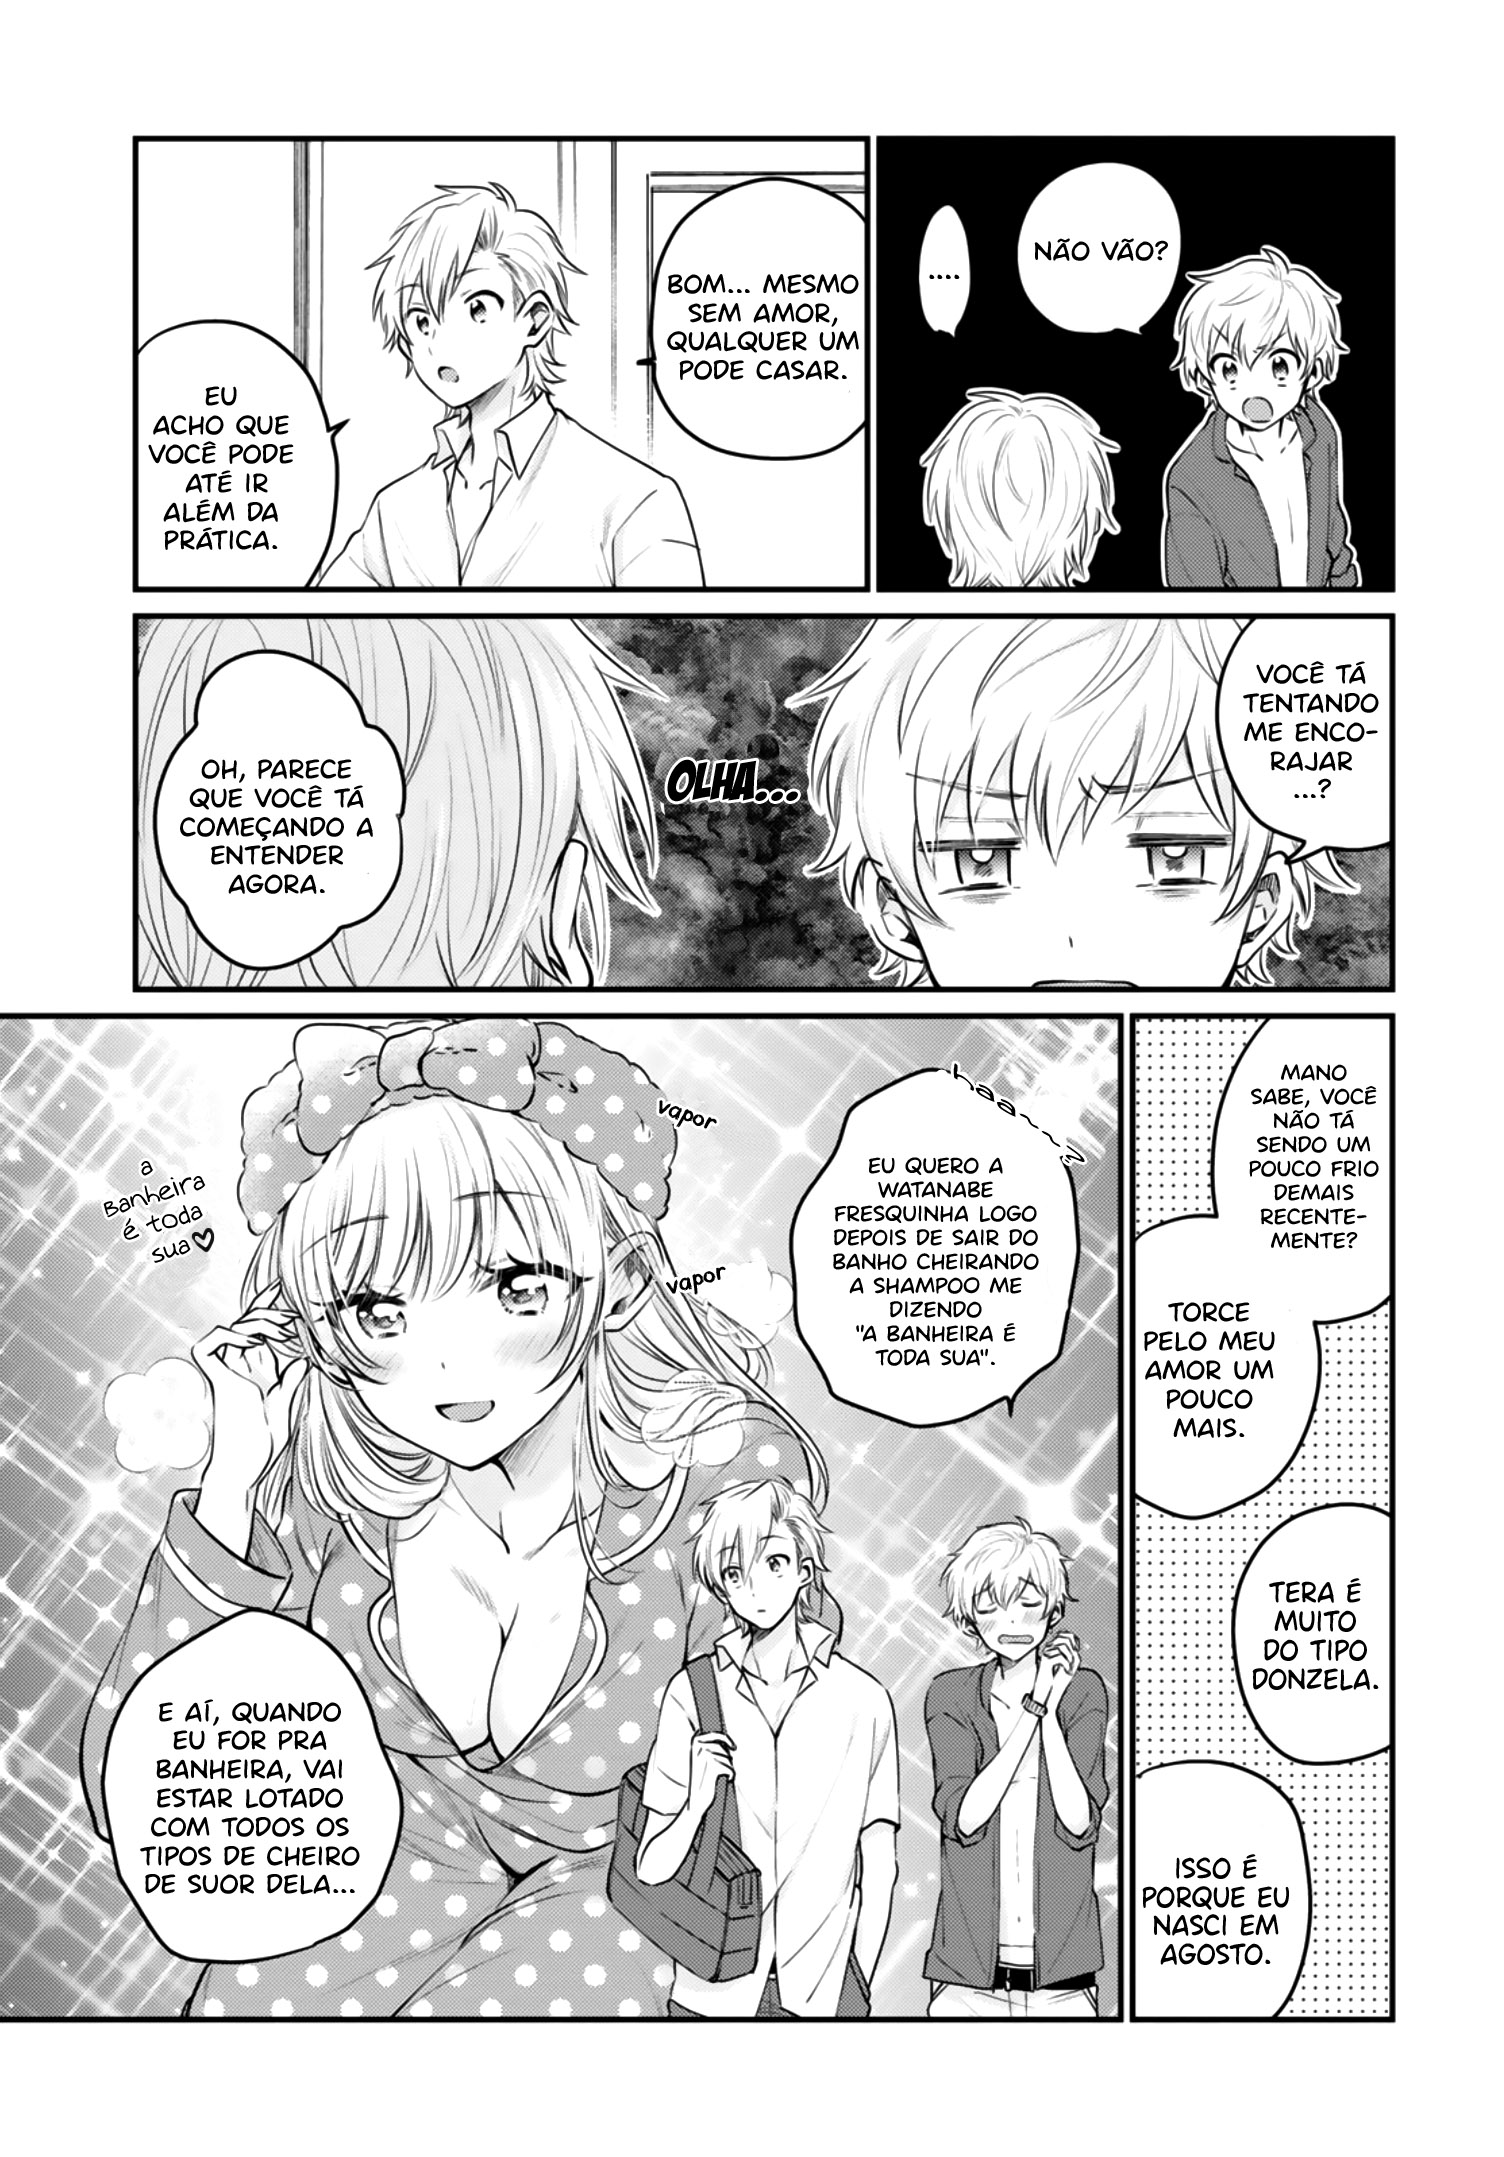 NÃO VÃO?
....
BOM... MESMO
SEM AMOR,
QUALQUER UM
PODE CASAR.
EU
ACHO QUE
VOCÊ PODE
ATÉ IR
ALÉM DA
PRÁTICA.
VOCÊ TÁ
TENTANDO
ME ENCO-
RAJAR
...?
OLHA...
OH, PARECE
QUE VOCÊ TÁ
COMEÇANDO A
ENTENDER
AGORA.
MANO
SABE, VOCÊ
NÃO TÁ
SENDO UM
POUCO FRIO
DEMAIS
RECENTE-
MENTE?
TORCE
PELO MEU
AMOR UM
POUCO
MAIS.
TERA É
MUITO
DO TIPO
DONZELA.
ISSO É
PORQUE EU
NASCI EM
AGOSTO.
haa~~?
EU QUERO A
WATANABE
FRESQUINHA LOGO
DEPOIS DE SAIR DO
BANHO CHEIRANDO
A SHAMPOO ME
DIZENDO
"A BANHEIRA É
TODA SUA".
vapor
vapor
a
Banheira
é toda
sua♡
E AÍ, QUANDO
EU FOR PRA
BANHEIRA, VAI
ESTAR LOTADO
COM TODOS OS
TIPOS DE CHEIRO
DE SUOR DELA...